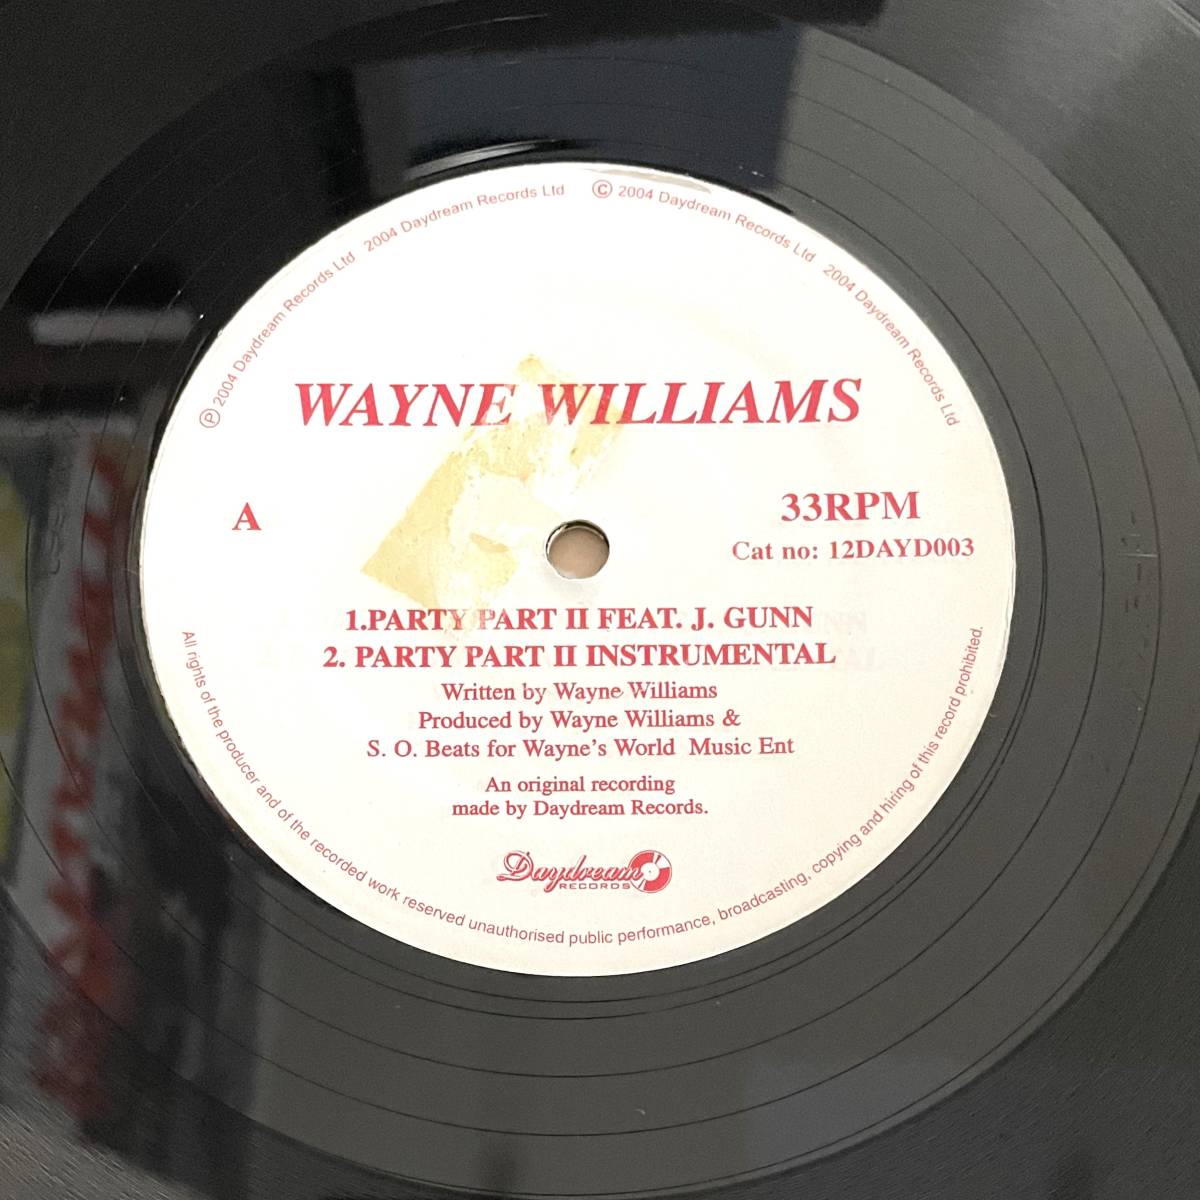 Ⓟ 2004 Daydream Records Ltd 2004 Daydream Records Ltd © 2004 Daydream Records Ltd 2004 Daydream Records Ltd
WAYNE WILLIAMS
A
33RPM
Cat no: 12DAYD003
1.PARTY PART II FEAT. J. GUNN
2. PARTY PART II INSTRUMENTAL
Written by Wayne Williams
Produced by Wayne Williams &
S. O. Beats for Wayne's World Music Ent
An original recording
made by Daydream Records.
Daydream
RECORDS
All rights of the producer and of the recorded work reserved unauthorised public performance, broadcasting, copying and hiring of this record prohibited.